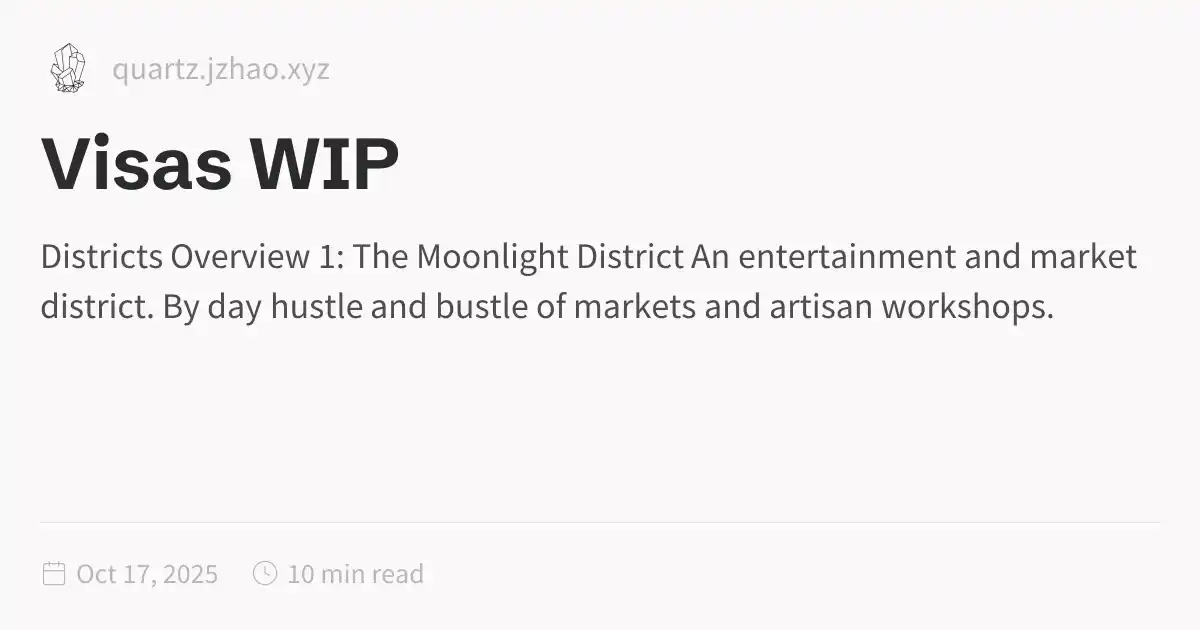 quartz.jzhao.xyz
Visas WIP
Districts Overview 1: The Moonlight District An entertainment and market
district. By day hustle and bustle of markets and artisan workshops.
Oct 17, 2025 10 min read